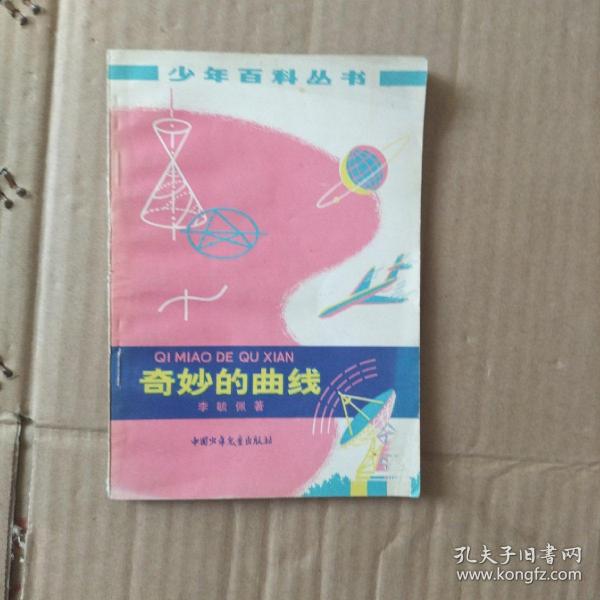 少年百科丛书
QI MIAO DE QU XIAN
奇妙的曲线
李毓佩著
中国少年儿童出版社
孔夫子旧书网
www.kongfz.com